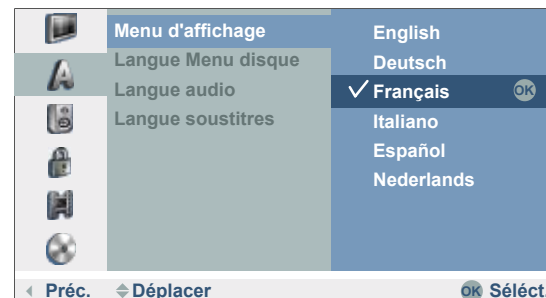 Menu d'affichage
Langue Menu disque
Langue audio
Langue soustitres
English
Deutsch
Français OK
Italiano
Español
Nederlands
Préc. Déplacer OK Séléct